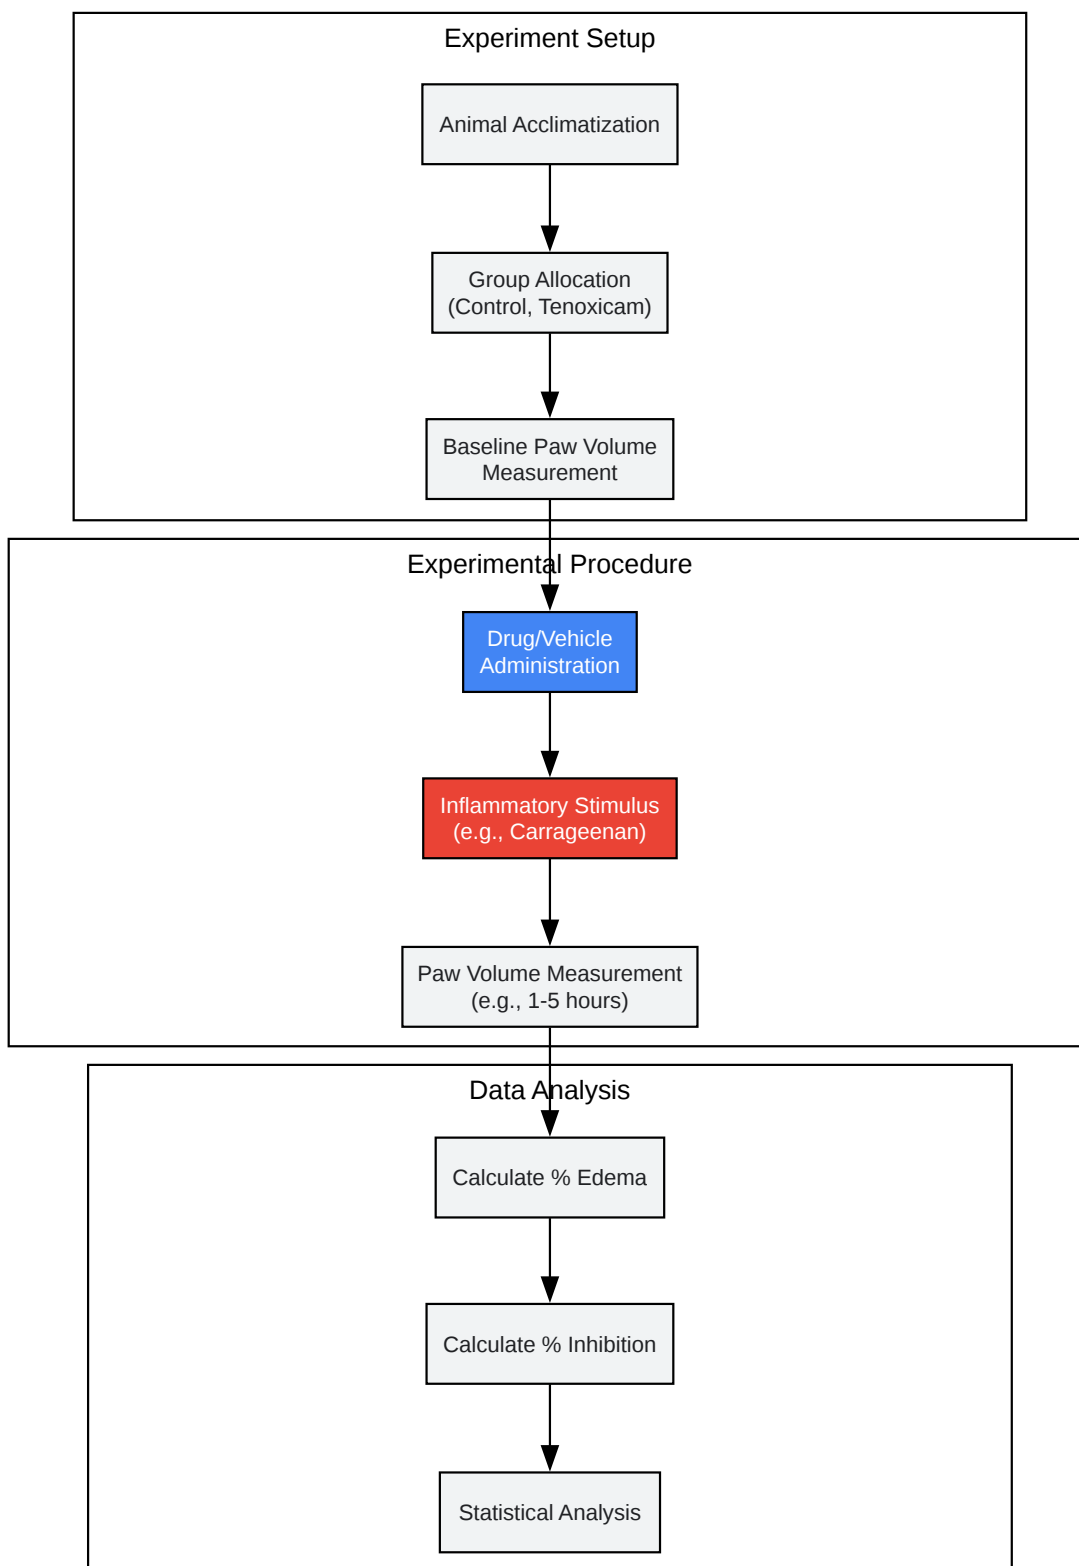 Experiment Setup
Animal Acclimatization
Group Allocation
(Control, Tenoxicam)
Baseline Paw Volume
Measurement
Experimental Procedure
Drug/Vehicle
Administration
Inflammatory Stimulus
(e.g., Carrageenan)
Paw Volume Measurement
(e.g., 1-5 hours)
Data Analysis
Calculate % Edema
Calculate % Inhibition
Statistical Analysis